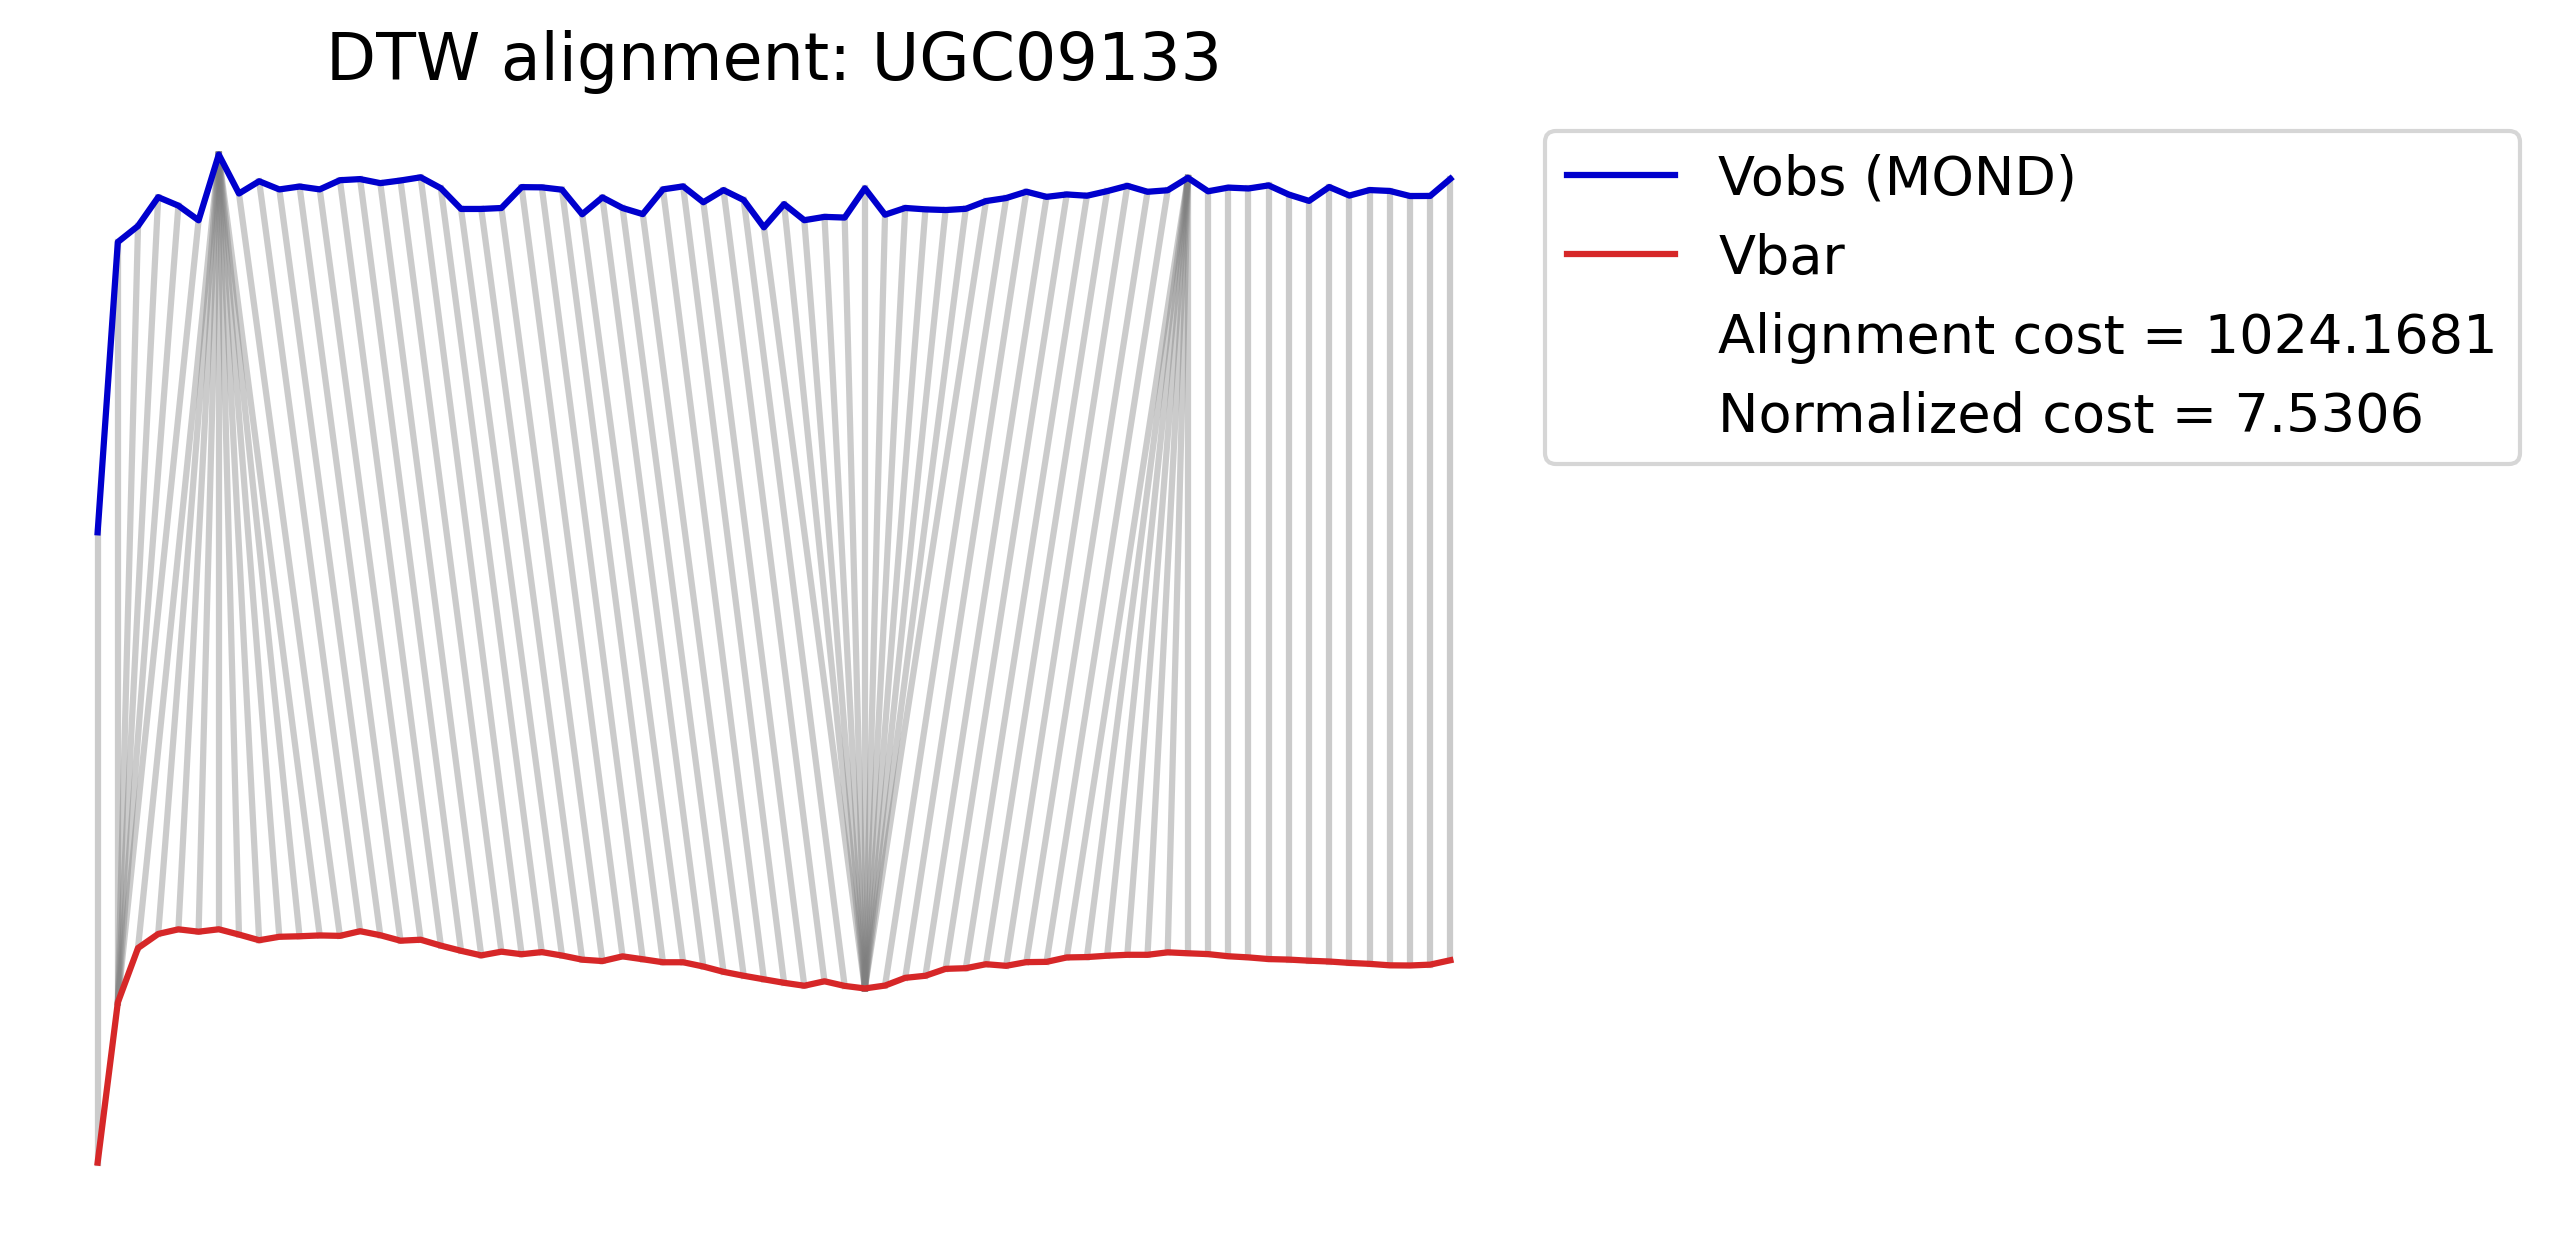 DTW alignment: UGC09133
Vobs (MOND)
Vbar
Alignment cost = 1024.1681
Normalized cost = 7.5306